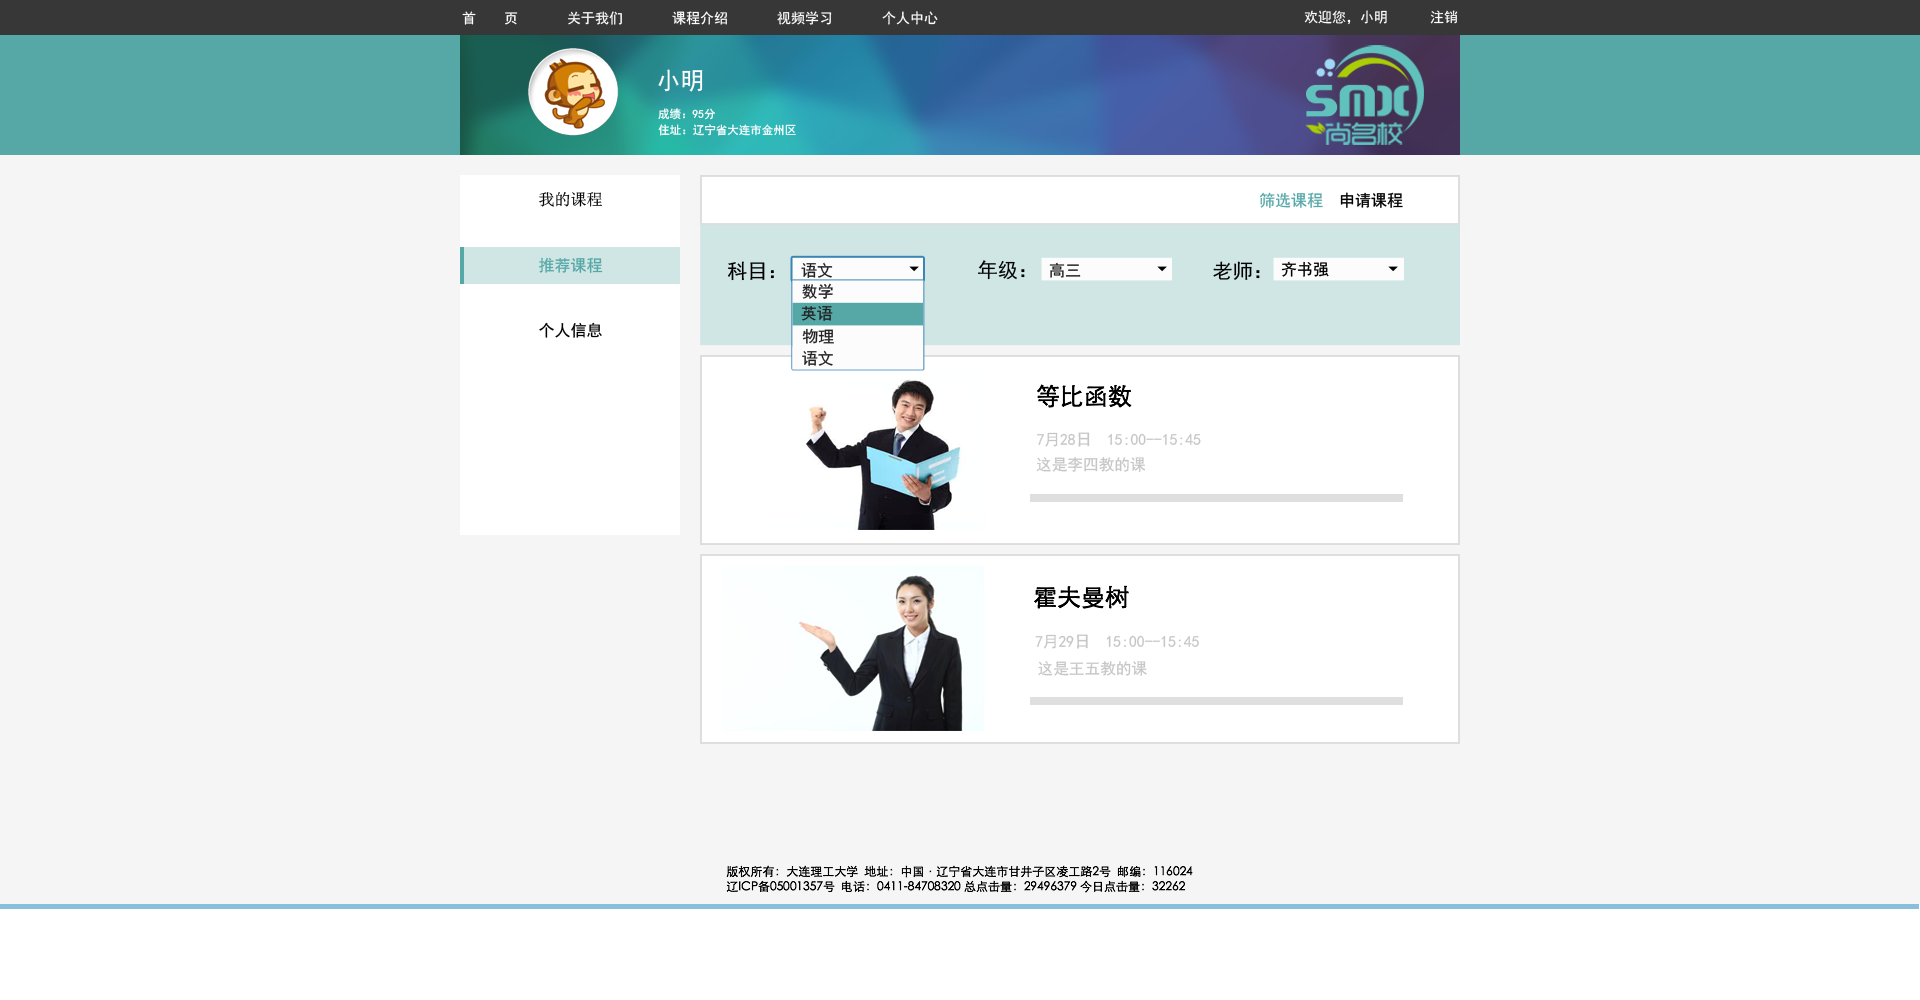 首 页 关于我们 课程介绍 视频学习 个人中心 欢迎您，小明 注销
小明
成绩：95分
住址：辽宁省大连市金州区
smx
尚名校
我的课程
推荐课程
个人信息
筛选课程 申请课程
科目： 语文 年级： 高三 老师： 齐书强
数学
英语
物理
语文
等比函数
7月28日 15:00--15:45
这是李四教的课
霍夫曼树
7月29日 15:00--15:45
这是王五教的课
版权所有：大连理工大学 地址：中国·辽宁省大连市甘井子区凌工路2号 邮编：116024
辽ICP备05001357号 电话：0411-84708320 总点击量：29496379 今日点击量：32262